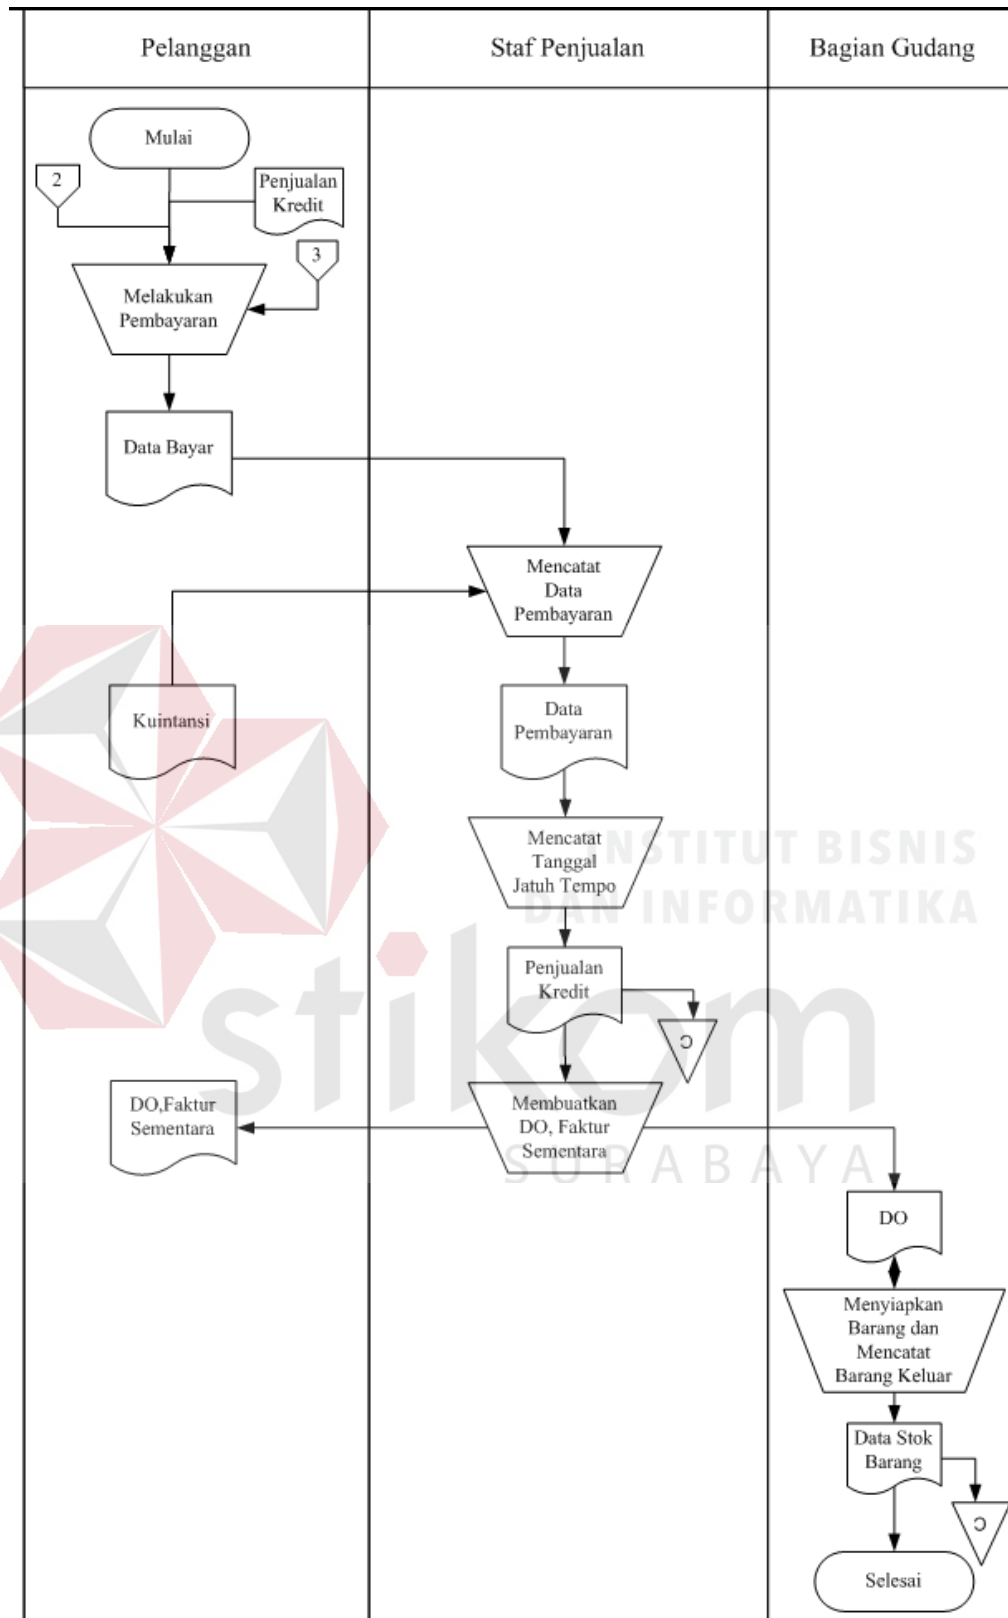 Pelanggan
Staf Penjualan
Bagian Gudang
Mulai
2
Penjualan
Kredit
3
Melakukan
Pembayaran
Data Bayar
Mencatat
Data
Pembayaran
Kuintansi
Data
Pembayaran
Mencatat
Tanggal
Jatuh Tempo
INSTITUT BISNIS
DAN INFORMATIKA
Penjualan
Kredit
C
stikom
SURABAYA
DO,Faktur
Sementara
Membuatkan
DO, Faktur
Sementara
DO
Menyiapkan
Barang dan
Mencatat
Barang Keluar
Data Stok
Barang
C
Selesai